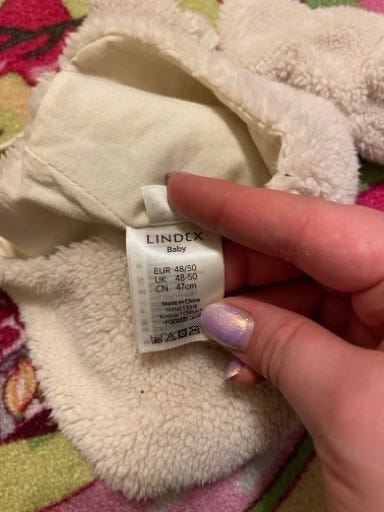 LINDEX
Baby
EUR 48/50
UK 48-50
CN 47cm
Made in China